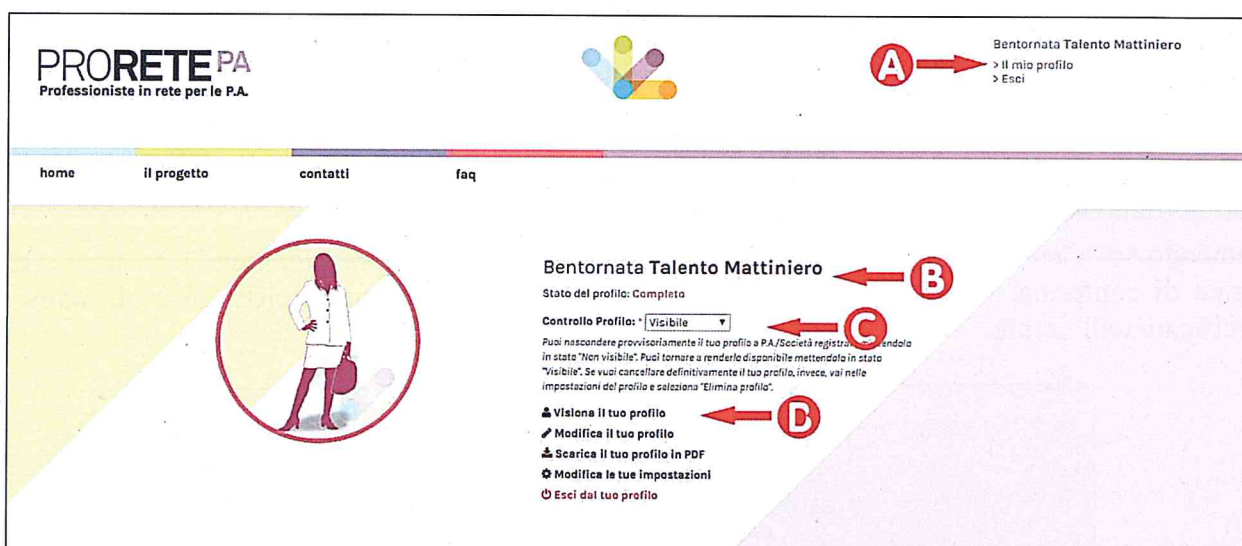 PRORETE PA
Professioniste in rete per le P.A.
A
Bentornata Talento Mattiniero
> Il mio profilo
> Esci
home il progetto contatti faq
Bentornata Talento Mattiniero
B
Stato del profilo: Completo
Controllo Profilo: * Visibile
C
Puoi nascondere provvisoriamente il tuo profilo a P.A./Società registra endolo
in stato "Non visibile". Puoi tornare a renderlo disponibile mettendolo in stato
"Visibile". Se vuoi cancellare definitivamente il tuo profilo, invece, vai nelle
impostazioni del profilo e seleziona "Elimina profilo".
Visiona il tuo profilo
D
Modifica il tuo profilo
Scarica il tuo profilo in PDF
Modifica le tue impostazioni
Esci dal tuo profilo